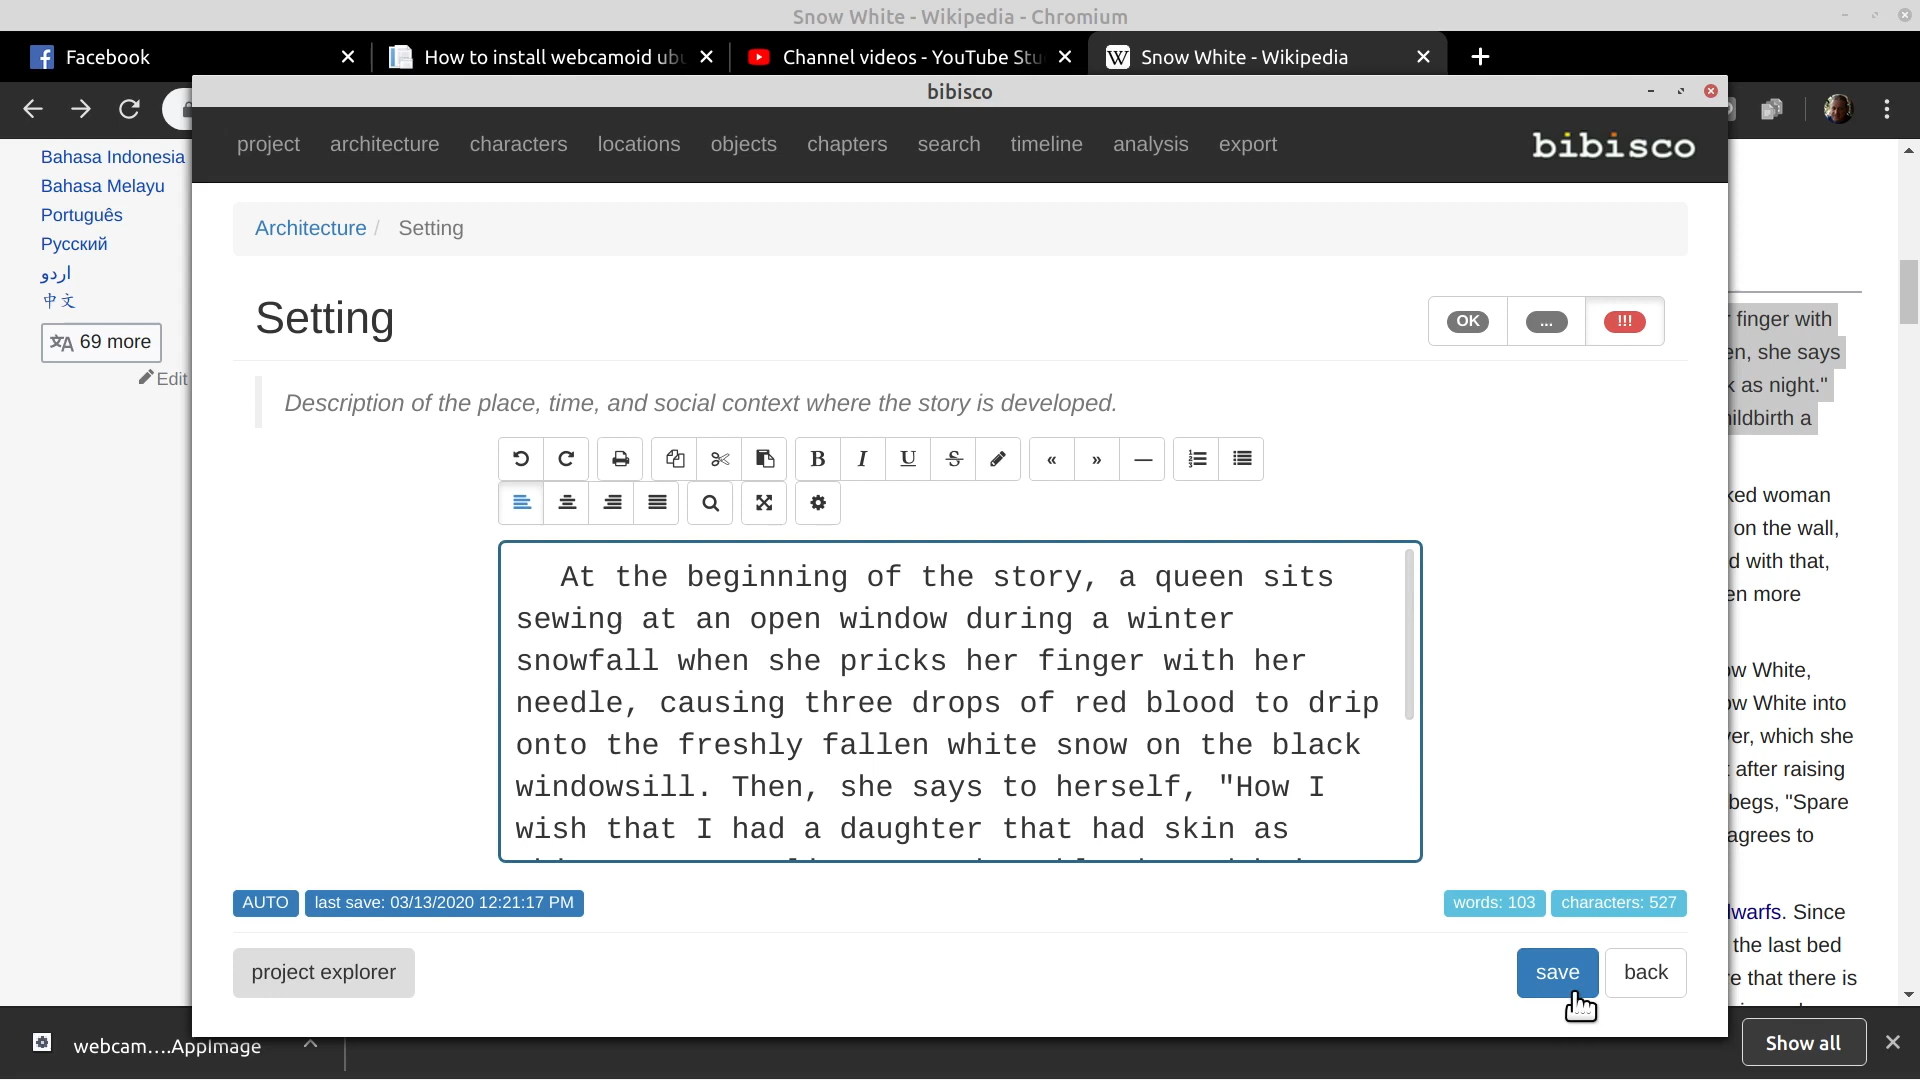 Snow White - Wikipedia - Chromium
Facebook
How to install webcamoid ubu
Channel videos - YouTube Stu
Snow White - Wikipedia
bibisco
project architecture characters locations objects chapters search timeline analysis export
bibisco
Bahasa Indonesia
Bahasa Melayu
Português
Русский
اردو
中文
69 more
Edit
Architecture / Setting
Setting
OK ... !!!
Description of the place, time, and social context where the story is developed.
B I U S « » —
At the beginning of the story, a queen sits
sewing at an open window during a winter
snowfall when she pricks her finger with her
needle, causing three drops of red blood to drip
onto the freshly fallen white snow on the black
windowsill. Then, she says to herself, "How I
wish that I had a daughter that had skin as
AUTO last save: 03/13/2020 12:21:17 PM
words: 103 characters: 527
project explorer
save back
finger with
en, she says
k as night."
hildbirth a
ked woman
on the wall,
d with that,
en more
ow White,
ow White into
ver, which she
after raising
begs, "Spare
agrees to
warfs. Since
the last bed
e that there is
webcam....AppImage
Show all